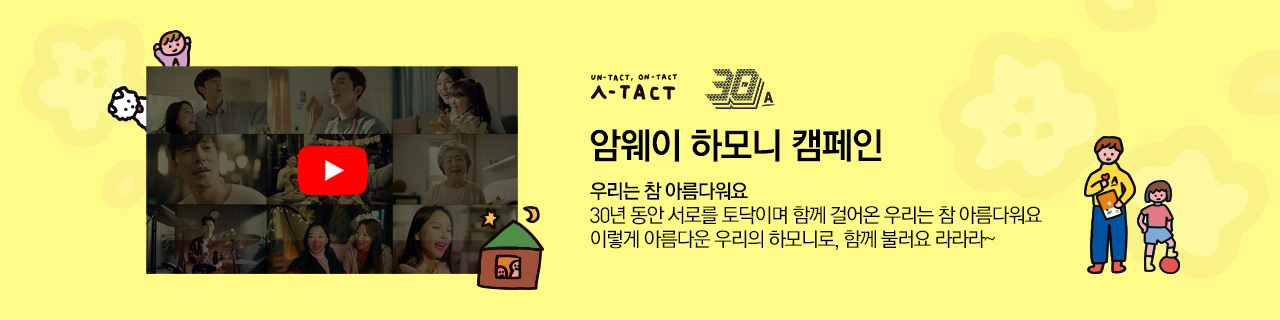 UN-TACT, ON-TACT
人-TACT
30 A
암웨이 하모니 캠페인
우리는 참 아름다워요
30년 동안 서로를 토닥이며 함께 걸어온 우리는 참 아름다워요
이렇게 아름다운 우리의 하모니로, 함께 불러요 라라라~